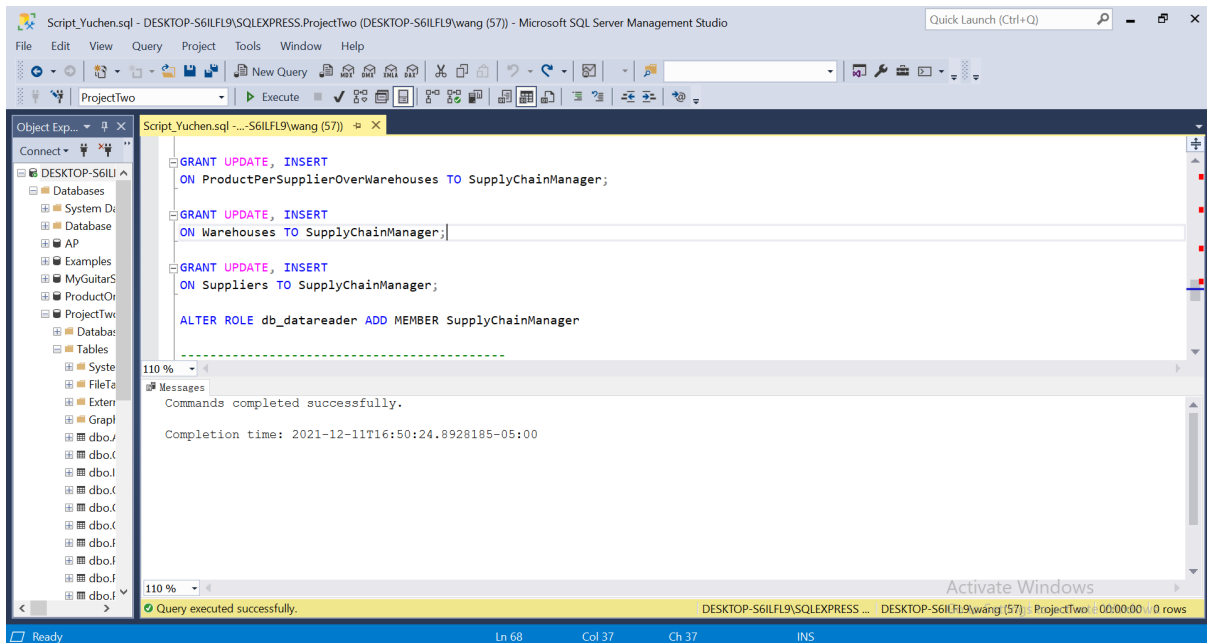 Script_Yuchen.sql - DESKTOP-S6ILFL9\SQLEXPRESS.ProjectTwo (DESKTOP-S6ILFL9\wang (57)) - Microsoft SQL Server Management Studio
Quick Launch (Ctrl+Q)
File Edit View Query Project Tools Window Help
New Query
ProjectTwo
Execute
Object Exp...
Script_Yuchen.sql -...-S6ILFL9\wang (57))
Connect
DESKTOP-S6ILI
Databases
System Da
Database
AP
Examples
MyGuitarS
ProductOr
ProjectTwo
Databas
Tables
Syste
FileTa
Extern
Graph
dbo.
dbo.
dbo.
dbo.
dbo.
dbo.
dbo.
dbo.
dbo.
dbo.
GRANT UPDATE, INSERT
ON ProductPerSupplierOverWarehouses TO SupplyChainManager;
GRANT UPDATE, INSERT
ON Warehouses TO SupplyChainManager;
GRANT UPDATE, INSERT
ON Suppliers TO SupplyChainManager;
ALTER ROLE db_datareader ADD MEMBER SupplyChainManager
--------------------------------------------
110 %
Messages
Commands completed successfully.
Completion time: 2021-12-11T16:50:24.8928185-05:00
110 %
Activate Windows
Query executed successfully.
DESKTOP-S6ILFL9\SQLEXPRESS ... DESKTOP-S6ILFL9\wang (57) ProjectTwo 00:00:00 0 rows
Ready Ln 68 Col 37 Ch 37 INS